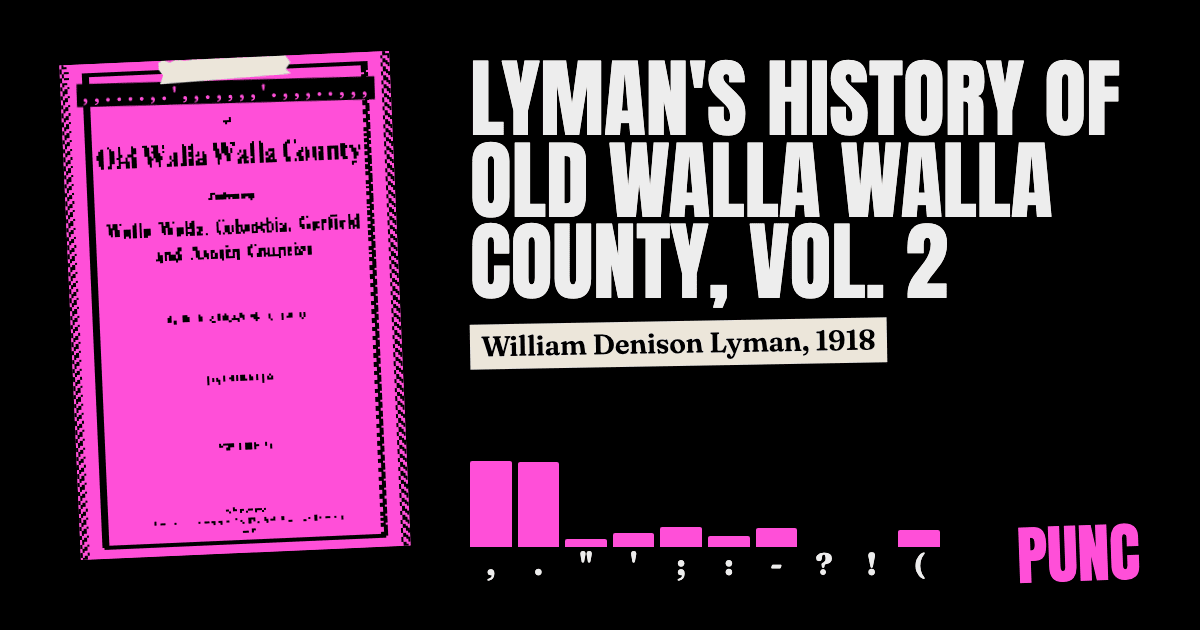 Old Walla Walla County
Walla Walla, Columbia, Garfield
and Asotin Counties
LYMAN'S HISTORY OF
OLD WALLA WALLA
COUNTY, VOL. 2
William Denison Lyman, 1918
, . " ' ; : - ? ! (
PUNC